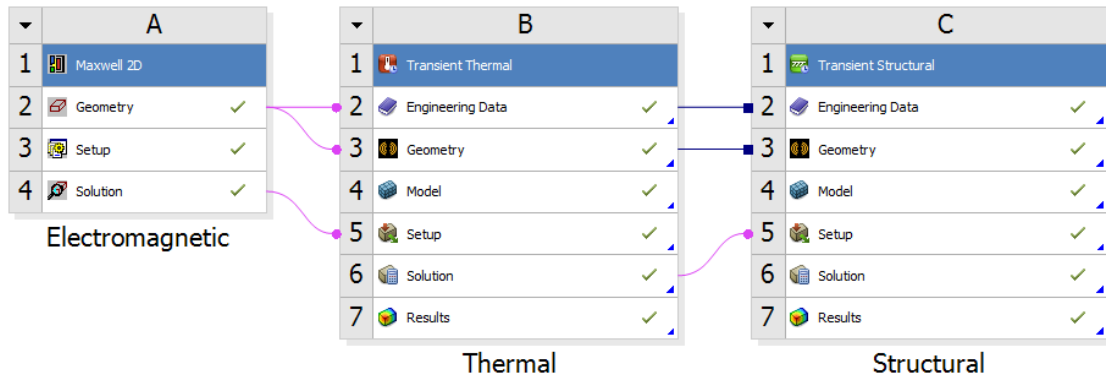 A
1 Maxwell 2D
2 Geometry
3 Setup
4 Solution
Electromagnetic
B
1 Transient Thermal
2 Engineering Data
3 Geometry
4 Model
5 Setup
6 Solution
7 Results
Thermal
C
1 Transient Structural
2 Engineering Data
3 Geometry
4 Model
5 Setup
6 Solution
7 Results
Structural